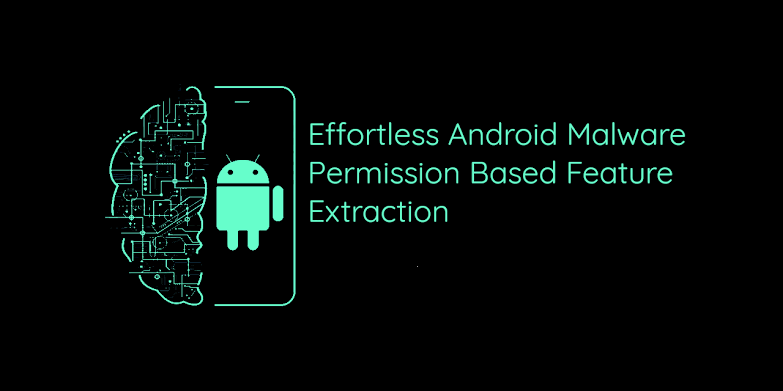 Effortless Android Malware
Permission Based Feature
Extraction